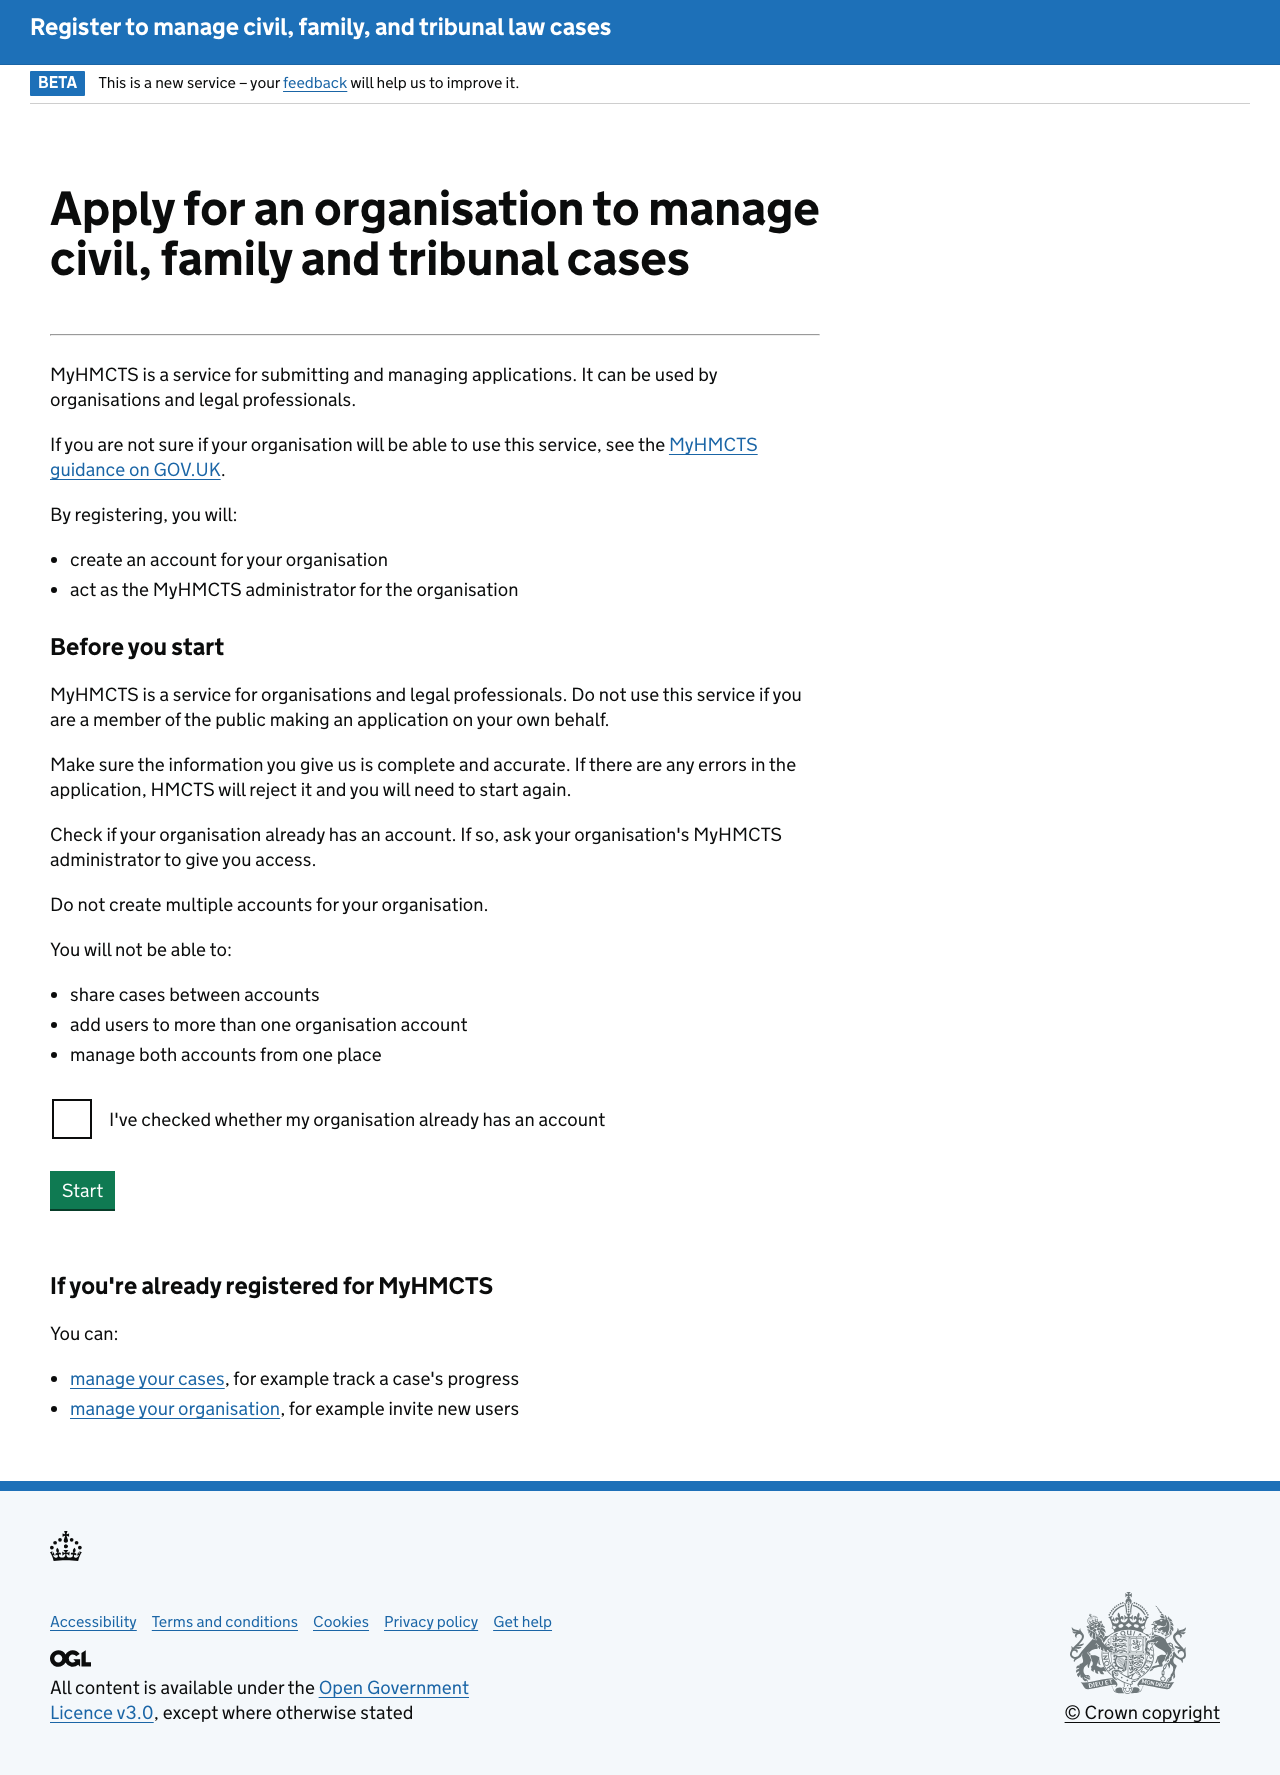 Register to manage civil, family, and tribunal law cases
BETA This is a new service – your feedback will help us to improve it.
Apply for an organisation to manage
civil, family and tribunal cases
MyHMCTS is a service for submitting and managing applications. It can be used by
organisations and legal professionals.
If you are not sure if your organisation will be able to use this service, see the MyHMCTS
guidance on GOV.UK.
By registering, you will:
• create an account for your organisation
• act as the MyHMCTS administrator for the organisation
Before you start
MyHMCTS is a service for organisations and legal professionals. Do not use this service if you
are a member of the public making an application on your own behalf.
Make sure the information you give us is complete and accurate. If there are any errors in the
application, HMCTS will reject it and you will need to start again.
Check if your organisation already has an account. If so, ask your organisation's MyHMCTS
administrator to give you access.
Do not create multiple accounts for your organisation.
You will not be able to:
• share cases between accounts
• add users to more than one organisation account
• manage both accounts from one place
I've checked whether my organisation already has an account
Start
If you're already registered for MyHMCTS
You can:
• manage your cases, for example track a case's progress
• manage your organisation, for example invite new users
Accessibility Terms and conditions Cookies Privacy policy Get help
OGL
All content is available under the Open Government
Licence v3.0, except where otherwise stated
© Crown copyright